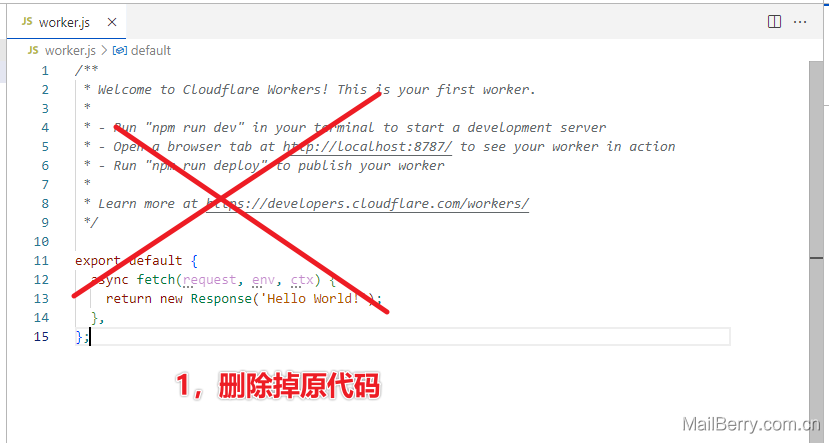 JS worker.js ×
JS worker.js > default
1 /**
2 * Welcome to Cloudflare Workers! This is your first worker.
3 *
4 * - Run "npm run dev" in your terminal to start a development server
5 * - Open a browser tab at http://localhost:8787/ to see your worker in action
6 * - Run "npm run deploy" to publish your worker
7 *
8 * Learn more at https://developers.cloudflare.com/workers/
9 */
10
11 export default {
12 async fetch(request, env, ctx) {
13 return new Response('Hello World!');
14 },
15 };
1，删除掉原代码
MailBerry.com.cn